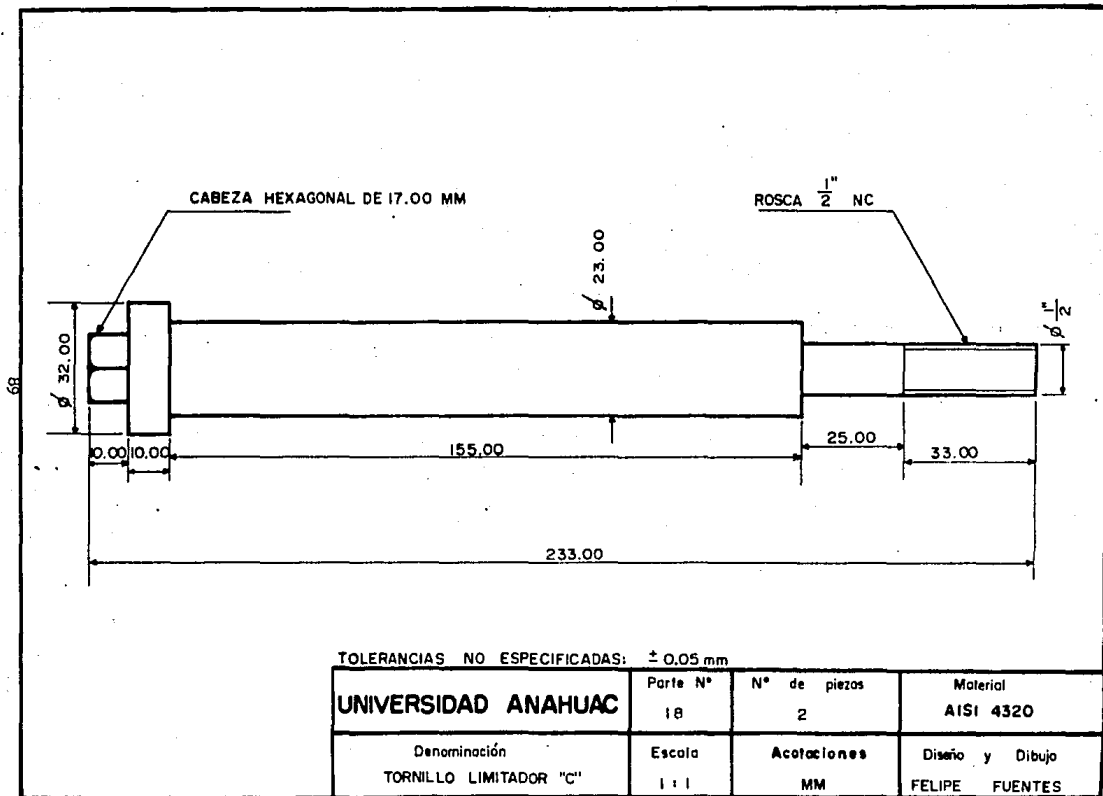 CABEZA HEXAGONAL DE 17.00 MM
ROSCA 1/2" NC
Ø 23.00
Ø 1/2"
Ø 32.00
68
10.00
10.00
155.00
25.00
33.00
233.00
TOLERANCIAS NO ESPECIFICADAS: ± 0.05 mm
UNIVERSIDAD ANAHUAC
Parte N°
18
N° de piezas
2
Material
AISI 4320
Denominación
TORNILLO LIMITADOR "C"
Escala
1:1
Acotaciones
MM
Diseño y Dibujo
FELIPE FUENTES